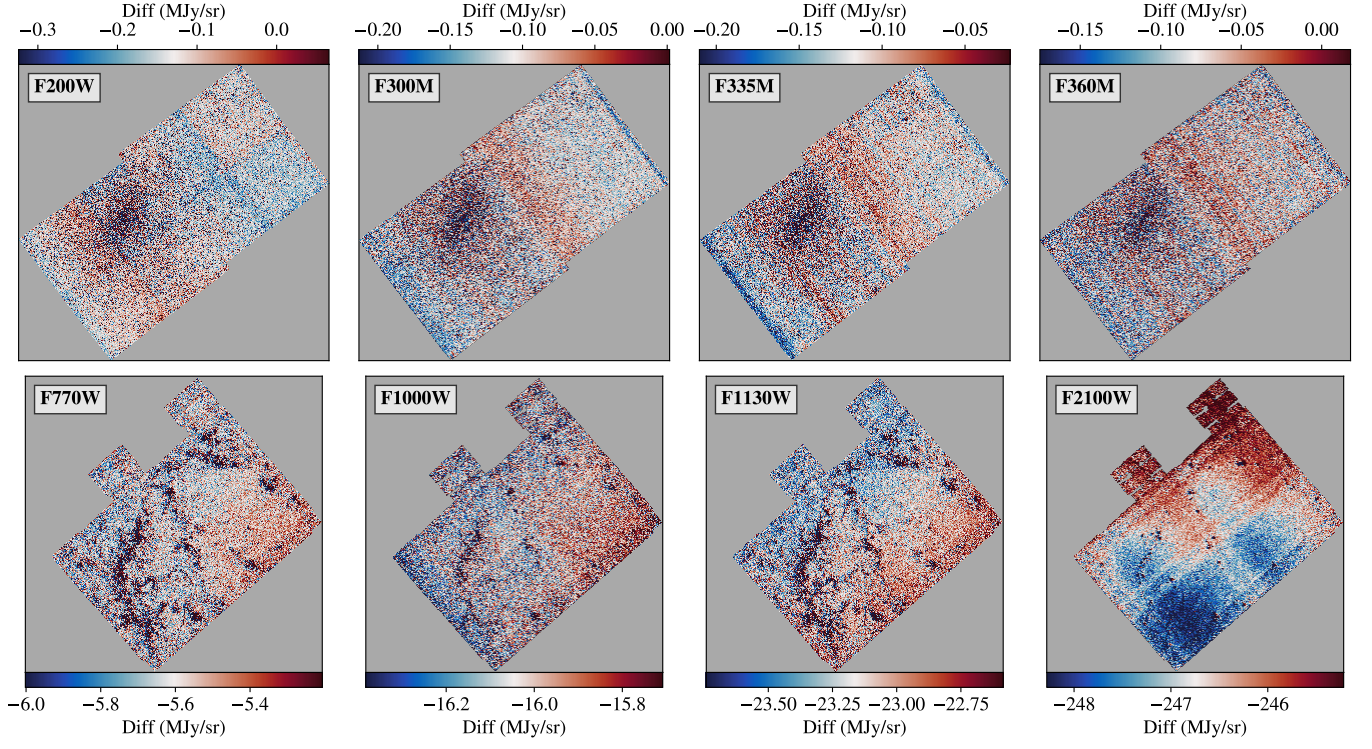 Diff (MJy/sr) Diff (MJy/sr) Diff (MJy/sr) Diff (MJy/sr)
−0.3 −0.2 −0.1 0.0 −0.20 −0.15 −0.10 −0.05 0.00 −0.20 −0.15 −0.10 −0.05 −0.15 −0.10 −0.05 0.00
F200W F300M F335M F360M
F770W F1000W F1130W F2100W
−6.0 −5.8 −5.6 −5.4 −16.2 −16.0 −15.8 −23.50 −23.25 −23.00 −22.75 −248 −247 −246
Diff (MJy/sr) Diff (MJy/sr) Diff (MJy/sr) Diff (MJy/sr)